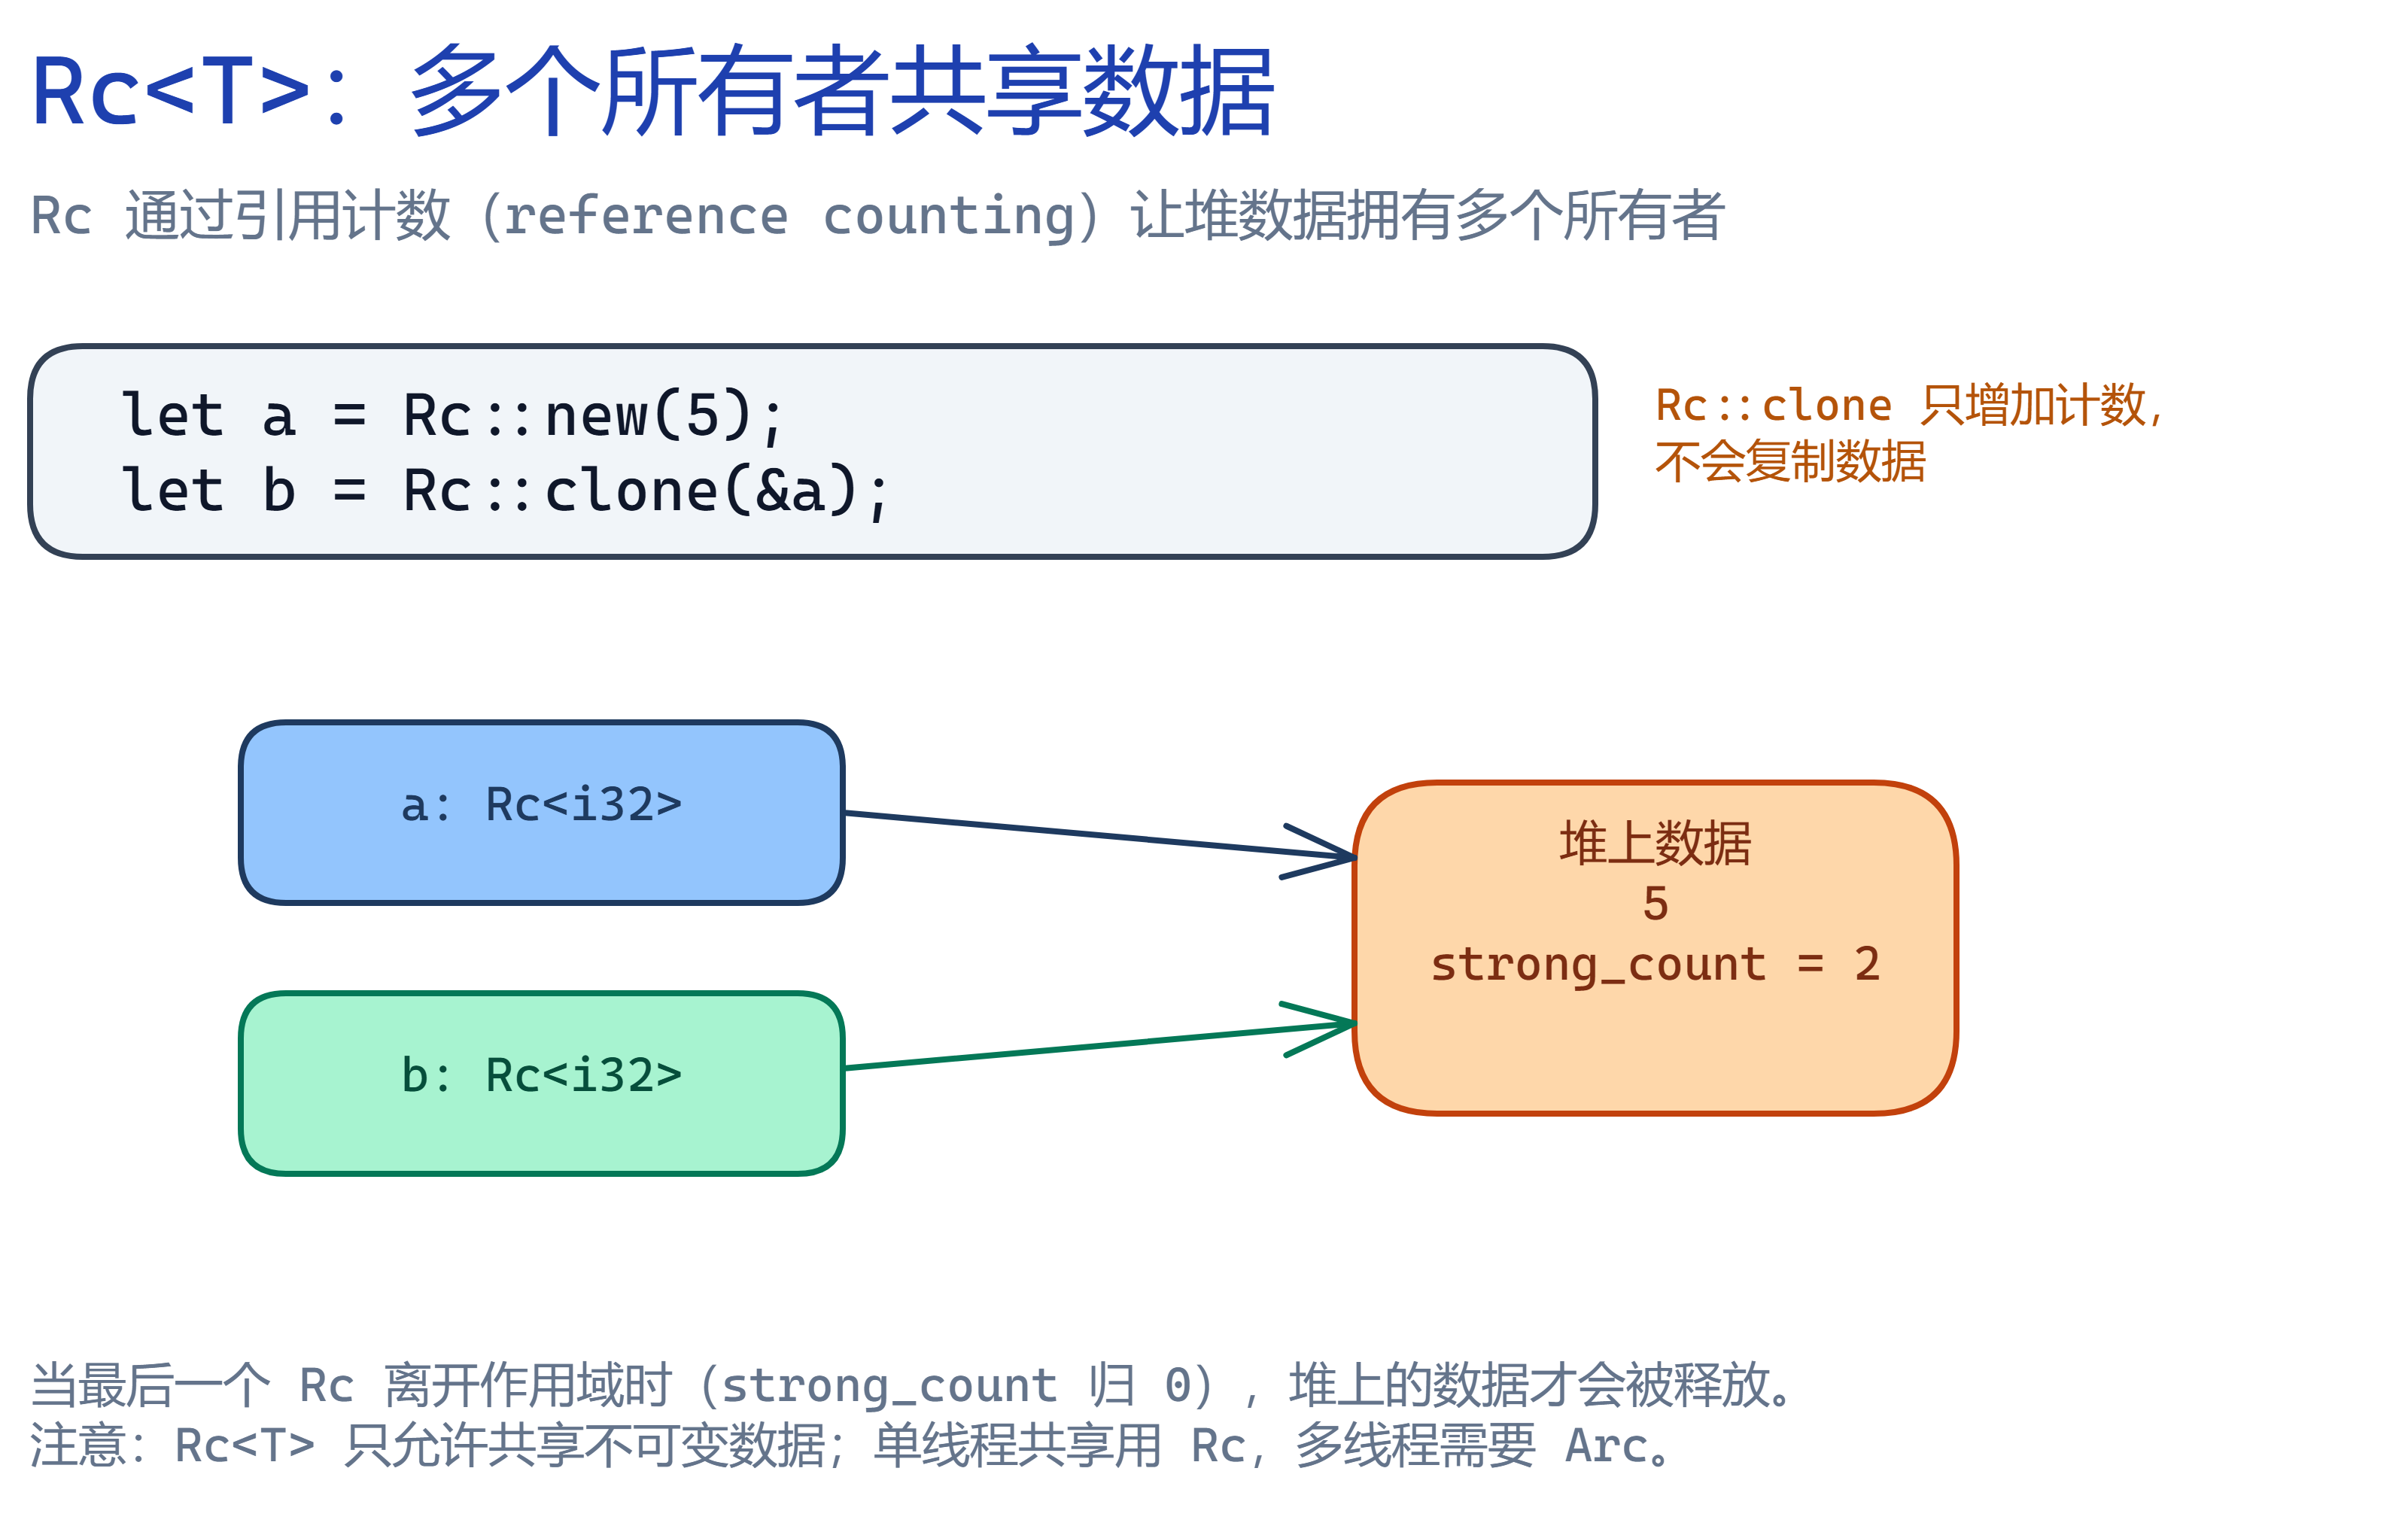 Rc<T>: 多个所有者共享数据
Rc 通过引用计数（reference counting）让堆数据拥有多个所有者
let a = Rc::new(5);
let b = Rc::clone(&a);
Rc::clone 只增加计数,
不会复制数据
a: Rc<i32>
b: Rc<i32>
堆上数据
5
strong_count = 2
当最后一个 Rc 离开作用域时（strong_count 归 0）, 堆上的数据才会被释放。
注意: Rc<T> 只允许共享不可变数据; 单线程共享用 Rc, 多线程需要 Arc。